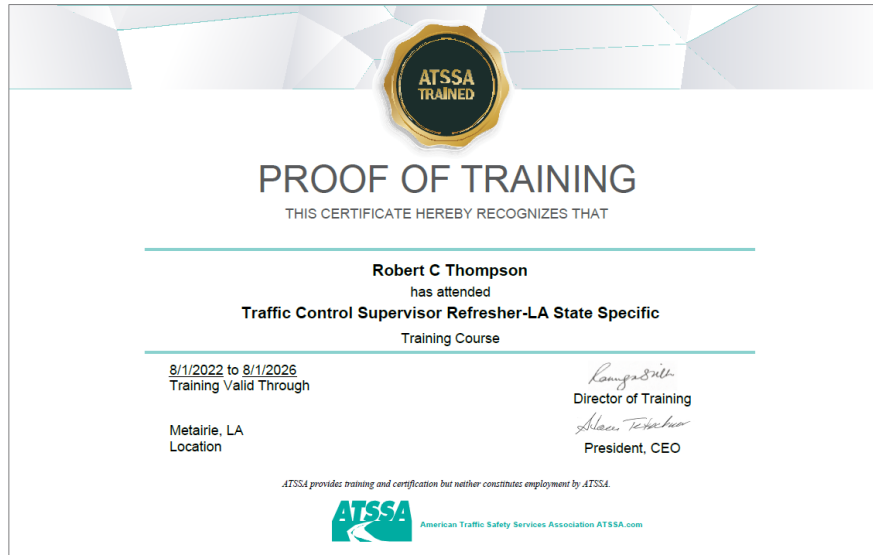 ATSSA
TRAINED
PROOF OF TRAINING
THIS CERTIFICATE HEREBY RECOGNIZES THAT
Robert C Thompson
has attended
Traffic Control Supervisor Refresher-LA State Specific
Training Course
8/1/2022 to 8/1/2026
Training Valid Through
Director of Training
Metairie, LA
Location
President, CEO
ATSSA provides training and certification but neither constitutes employment by ATSSA.
ATSSA
American Traffic Safety Services Association ATSSA.com